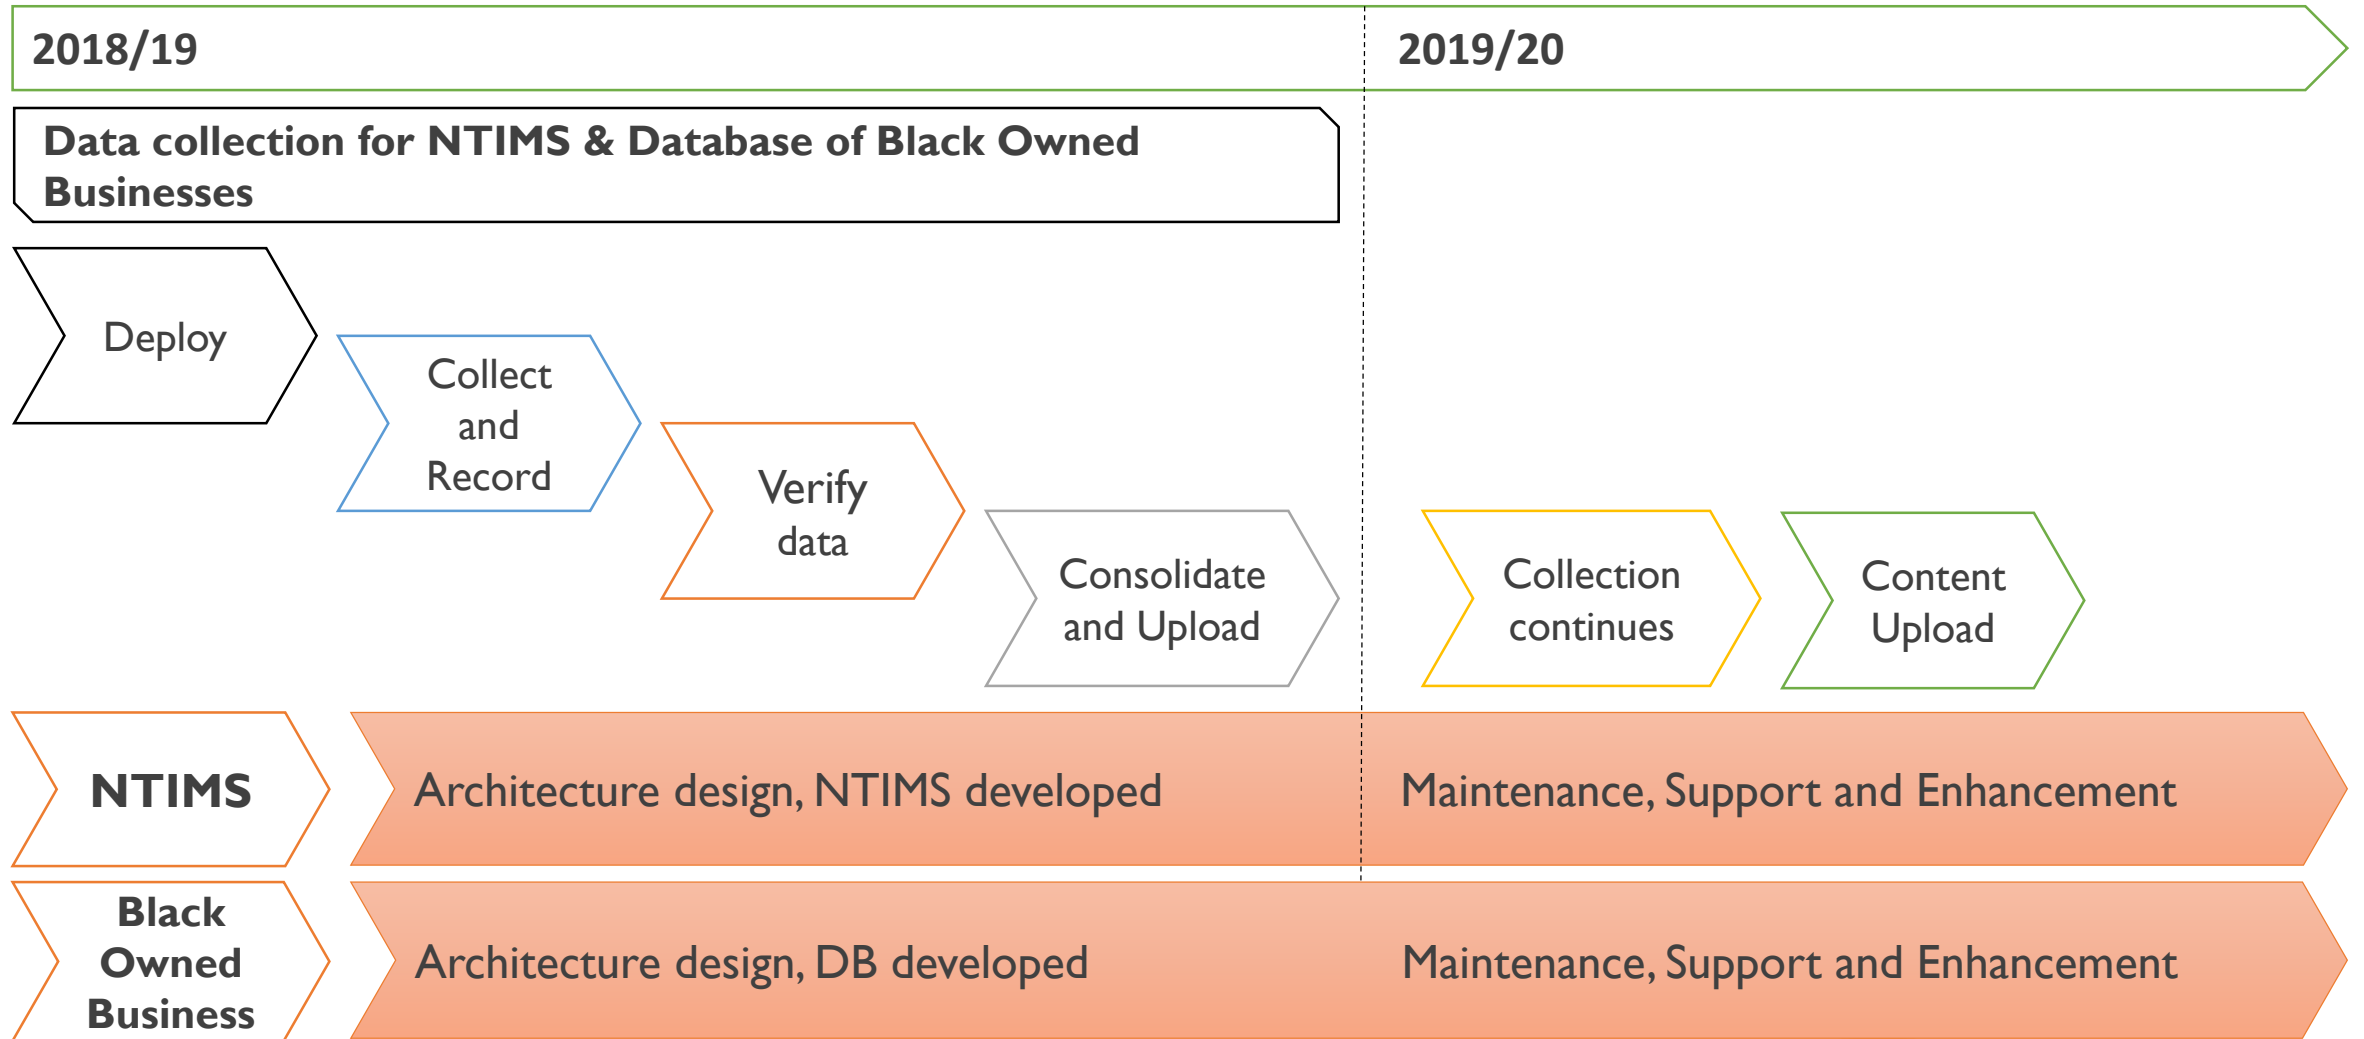 2018/19
2019/20
Data collection for NTIMS & Database of Black Owned
Businesses
Deploy
Collect
and
Record
Verify
data
Consolidate
and Upload
Collection
continues
Content
Upload
NTIMS
Architecture design, NTIMS developed
Maintenance, Support and Enhancement
Black
Owned
Business
Architecture design, DB developed
Maintenance, Support and Enhancement